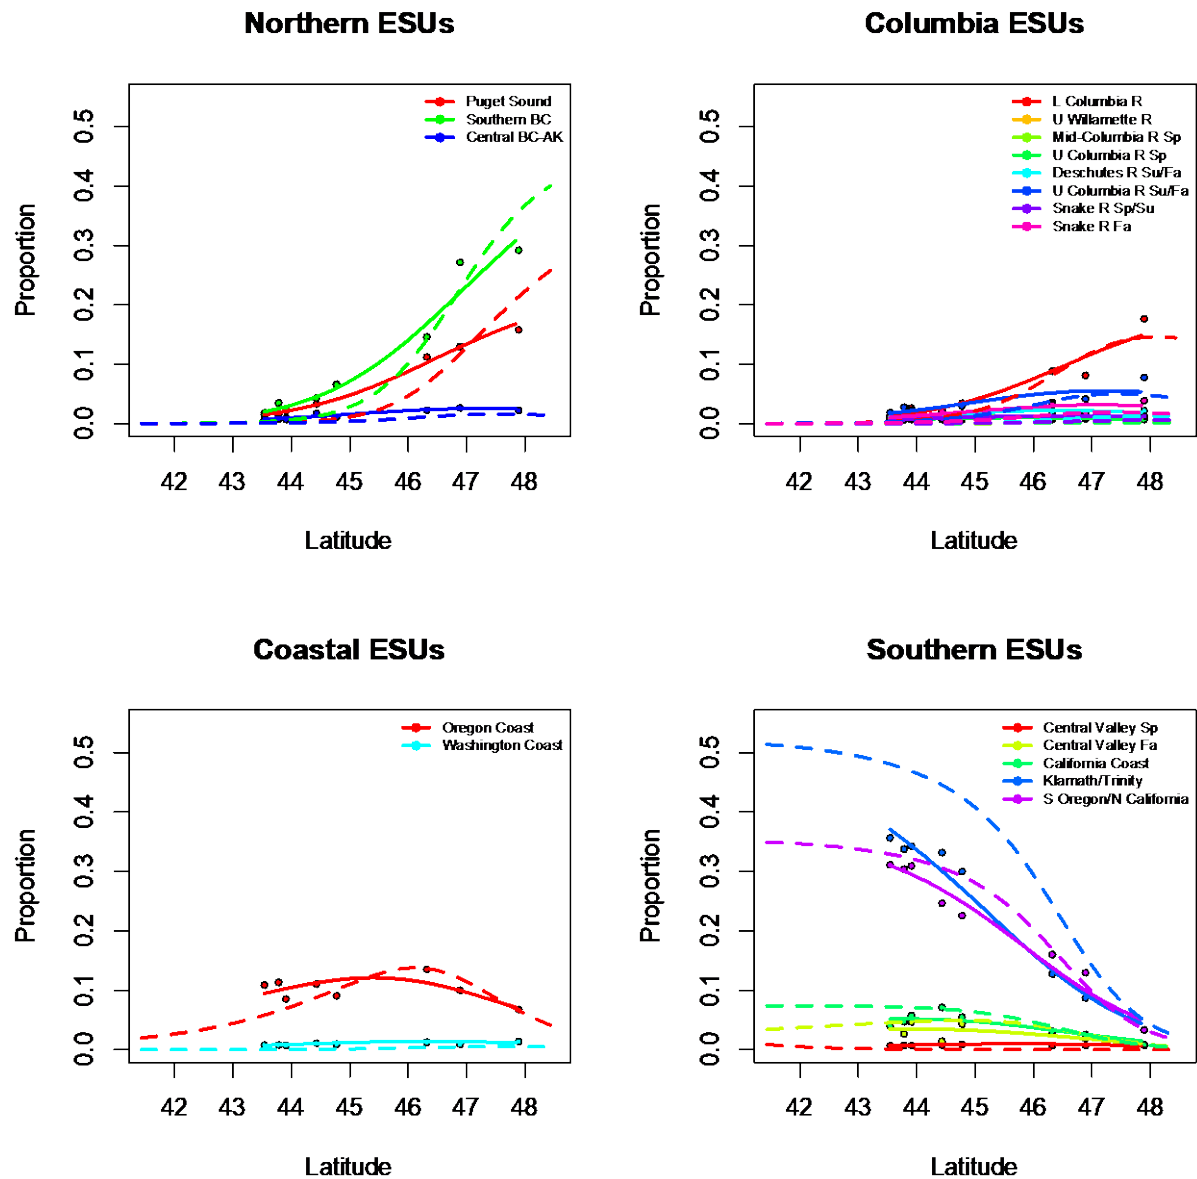 Northern ESUs
Proportion
0.0 0.1 0.2 0.3 0.4 0.5
Puget Sound
Southern BC
Central BC-AK
42 43 44 45 46 47 48
Latitude
Columbia ESUs
Proportion
0.0 0.1 0.2 0.3 0.4 0.5
L Columbia R
U Willamette R
Mid-Columbia R Sp
U Columbia R Sp
Deschutes R Su/Fa
U Columbia R Su/Fa
Snake R Sp/Su
Snake R Fa
42 43 44 45 46 47 48
Latitude
Coastal ESUs
Proportion
0.0 0.1 0.2 0.3 0.4 0.5
Oregon Coast
Washington Coast
42 43 44 45 46 47 48
Latitude
Southern ESUs
Proportion
0.0 0.1 0.2 0.3 0.4 0.5
Central Valley Sp
Central Valley Fa
California Coast
Klamath/Trinity
S Oregon/N California
42 43 44 45 46 47 48
Latitude